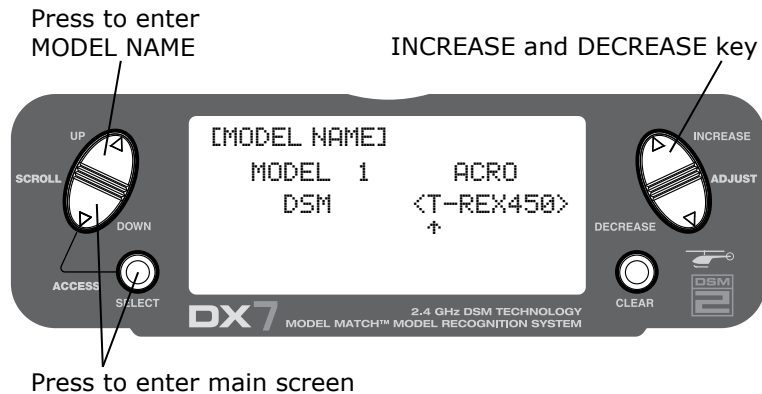 Press to enter
MODEL NAME
INCREASE and DECREASE key
UP
SCROLL
DOWN
ACCESS
SELECT
[MODEL NAME]
MODEL 1 ACRO
DSM <T-REX450>
↑
INCREASE
ADJUST
DECREASE
CLEAR
DSM
2
DX7
2.4 GHz DSM TECHNOLOGY
MODEL MATCH™ MODEL RECOGNITION SYSTEM
Press to enter main screen